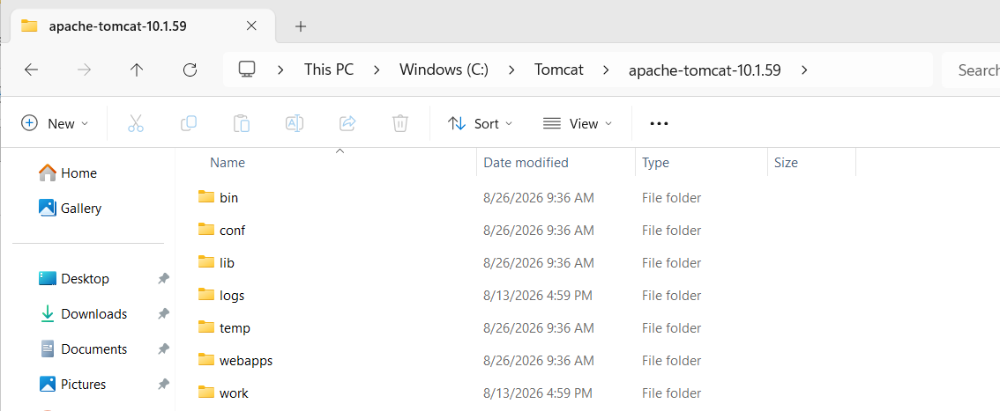 apache-tomcat-10.1.59
This PC > Windows (C:) > Tomcat > apache-tomcat-10.1.59 >
Search
New
Sort
View
Name
Date modified
Type
Size
Home
Gallery
Desktop
Downloads
Documents
Pictures
bin 8/26/2026 9:36 AM File folder
conf 8/26/2026 9:36 AM File folder
lib 8/26/2026 9:36 AM File folder
logs 8/13/2026 4:59 PM File folder
temp 8/26/2026 9:36 AM File folder
webapps 8/26/2026 9:36 AM File folder
work 8/13/2026 4:59 PM File folder